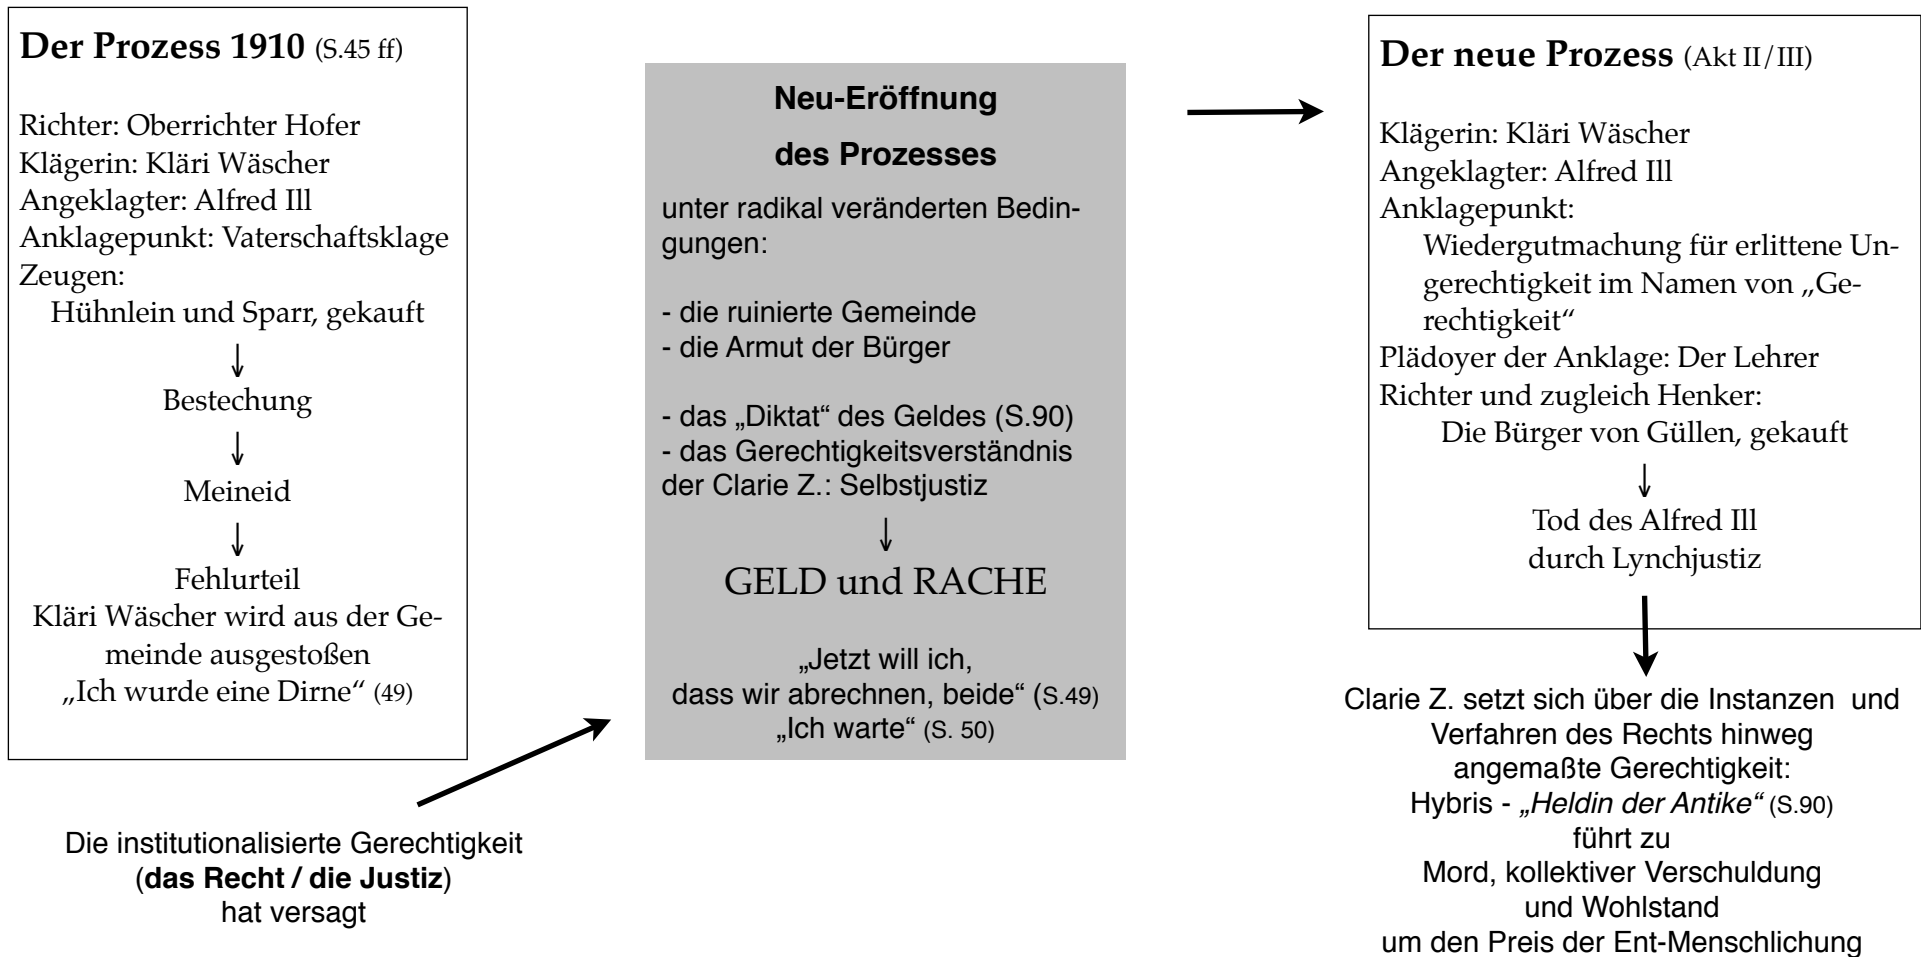 Der Prozess 1910 (S.45 ff)
Richter: Oberrichter Hofer
Klägerin: Kläri Wäscher
Angeklagter: Alfred Ill
Anklagepunkt: Vaterschaftsklage
Zeugen:
Hühnlein und Sparr, gekauft
↓
Bestechung
↓
Meineid
↓
Fehlurteil
Kläri Wäscher wird aus der Ge-
meinde ausgestoßen
„Ich wurde eine Dirne“ (49)
Die institutionalisierte Gerechtigkeit
(das Recht / die Justiz)
hat versagt
Neu-Eröffnung
des Prozesses
unter radikal veränderten Bedin-
gungen:
- die ruinierte Gemeinde
- die Armut der Bürger
- das „Diktat“ des Geldes (S.90)
- das Gerechtigkeitsverständnis
der Clarie Z.: Selbstjustiz
↓
GELD und RACHE
„Jetzt will ich,
dass wir abrechnen, beide“ (S.49)
„Ich warte“ (S. 50)
Der neue Prozess (Akt II/III)
Klägerin: Kläri Wäscher
Angeklagter: Alfred Ill
Anklagepunkt:
Wiedergutmachung für erlittene Un-
gerechtigkeit im Namen von „Ge-
rechtigkeit“
Plädoyer der Anklage: Der Lehrer
Richter und zugleich Henker:
Die Bürger von Güllen, gekauft
↓
Tod des Alfred Ill
durch Lynchjustiz
Clarie Z. setzt sich über die Instanzen und
Verfahren des Rechts hinweg
angemaßte Gerechtigkeit:
Hybris - „Heldin der Antike“ (S.90)
führt zu
Mord, kollektiver Verschuldung
und Wohlstand
um den Preis der Ent-Menschlichung